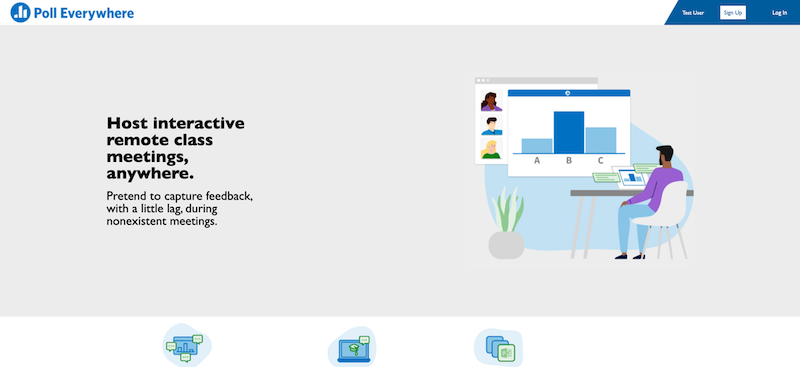 Poll Everywhere
Test User
Sign Up
Log In
Host interactive
remote class
meetings,
anywhere.
Pretend to capture feedback,
with a little lag, during
nonexistent meetings.
A B C